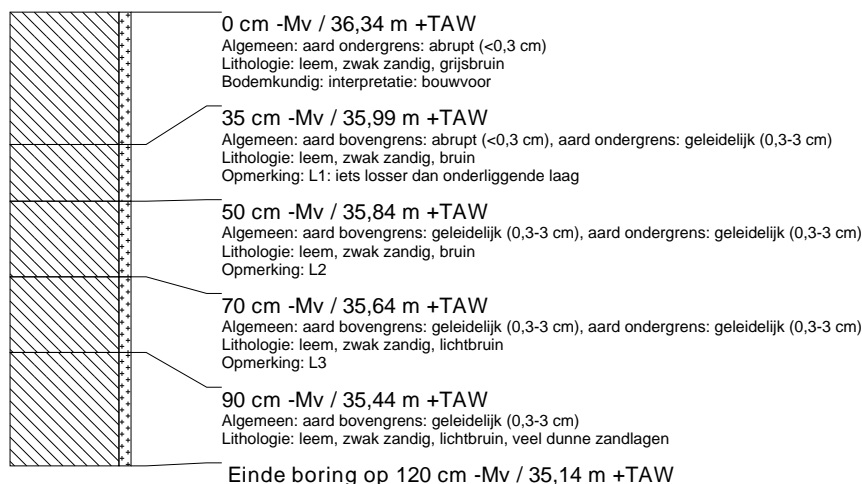 0 cm -Mv / 36,34 m +TAW
Algemeen: aard ondergrens: abrupt (<0,3 cm)
Lithologie: leem, zwak zandig, grijsbruin
Bodemkundig: interpretatie: bouwvoor
35 cm -Mv / 35,99 m +TAW
Algemeen: aard bovengrens: abrupt (<0,3 cm), aard ondergrens: geleidelijk (0,3-3 cm)
Lithologie: leem, zwak zandig, bruin
Opmerking: L1: iets losser dan onderliggende laag
50 cm -Mv / 35,84 m +TAW
Algemeen: aard bovengrens: geleidelijk (0,3-3 cm), aard ondergrens: geleidelijk (0,3-3 cm)
Lithologie: leem, zwak zandig, bruin
Opmerking: L2
70 cm -Mv / 35,64 m +TAW
Algemeen: aard bovengrens: geleidelijk (0,3-3 cm), aard ondergrens: geleidelijk (0,3-3 cm)
Lithologie: leem, zwak zandig, lichtbruin
Opmerking: L3
90 cm -Mv / 35,44 m +TAW
Algemeen: aard bovengrens: geleidelijk (0,3-3 cm)
Lithologie: leem, zwak zandig, lichtbruin, veel dunne zandlagen
Einde boring op 120 cm -Mv / 35,14 m +TAW